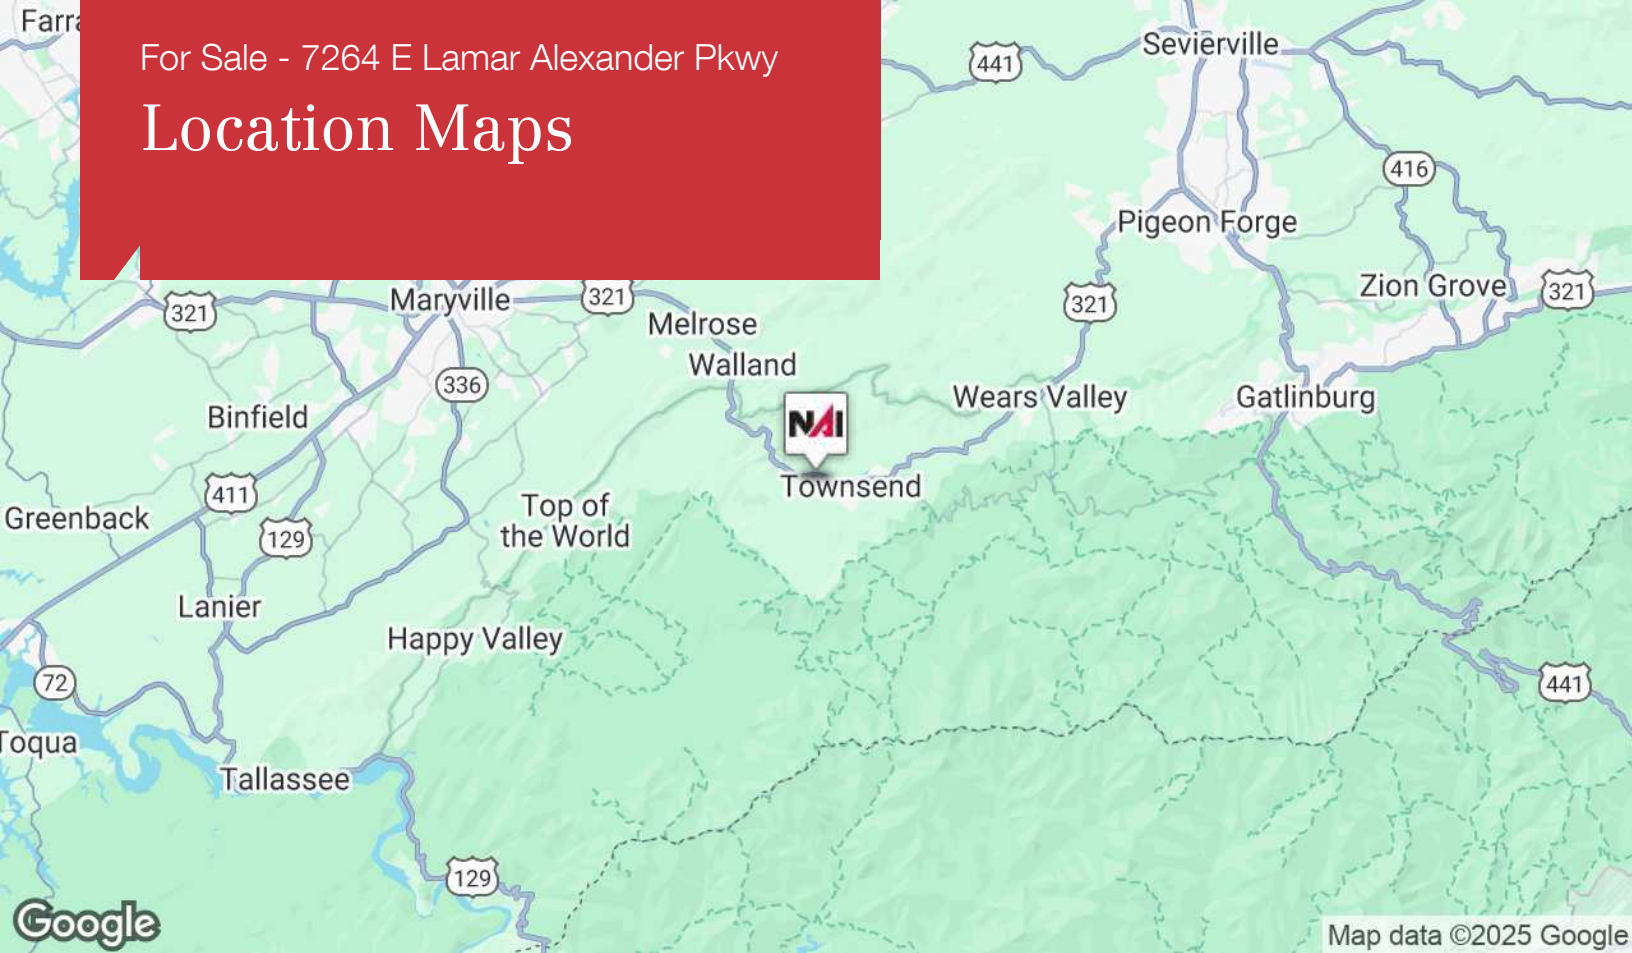 For Sale - 7264 E Lamar Alexander Pkwy
Location Maps
Farra
441
Sevierville
416
Pigeon Forge
Zion Grove
321
321
Maryville
321
321
Melrose
Walland
336
Wears Valley
Gatlinburg
Binfield
NAI
Townsend
411
Greenback
129
Top of
the World
Lanier
Happy Valley
72
441
Toqua
Tallassee
129
Google
Map data ©2025 Google